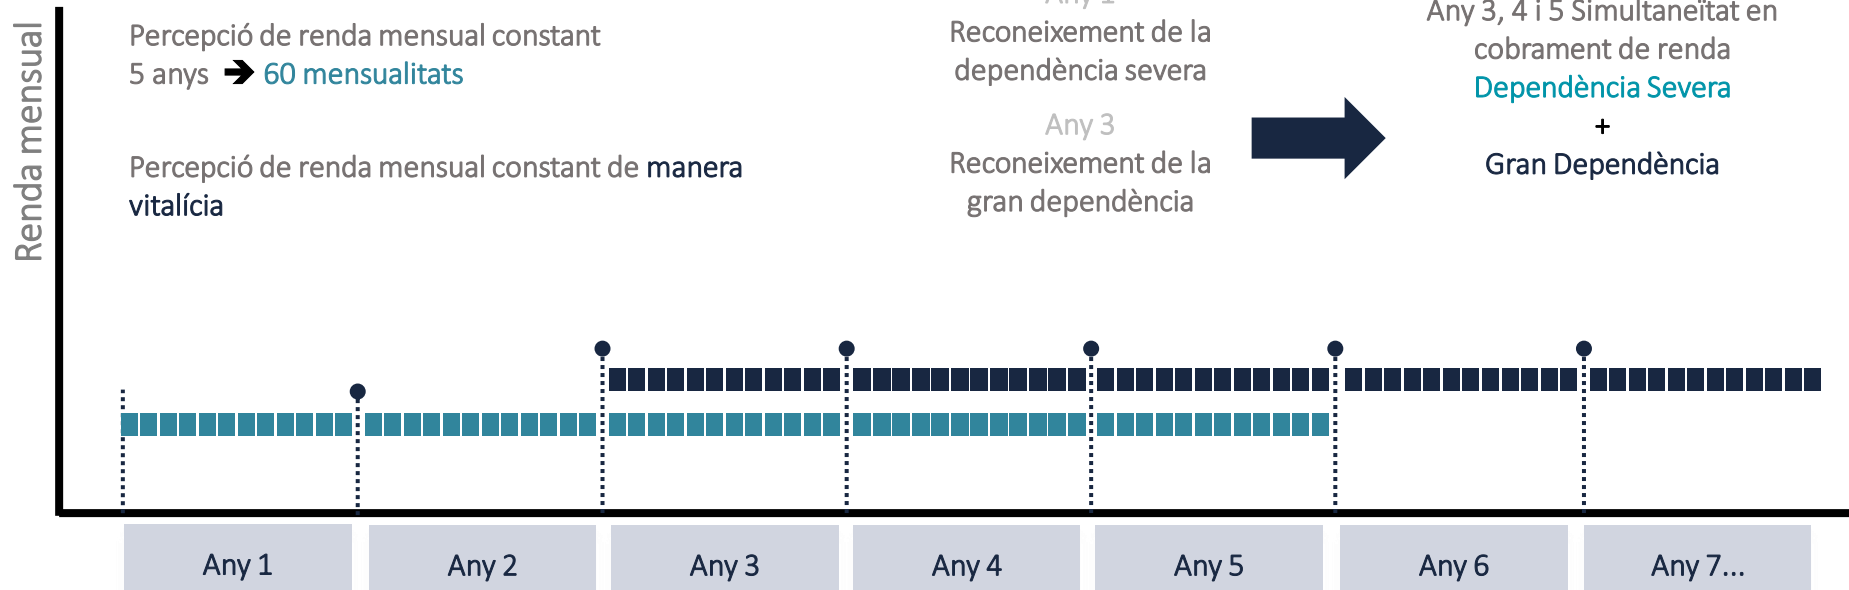 Renda mensual
Percepció de renda mensual constant
5 anys ➔ 60 mensualitats
Percepció de renda mensual constant de manera
vitalícia
Any 1
Reconeixement de la
dependència severa
Any 3
Reconeixement de la
gran dependència
Any 3, 4 i 5 Simultaneïtat en
cobrament de renda
Dependència Severa
+
Gran Dependència
Any 1
Any 2
Any 3
Any 4
Any 5
Any 6
Any 7...